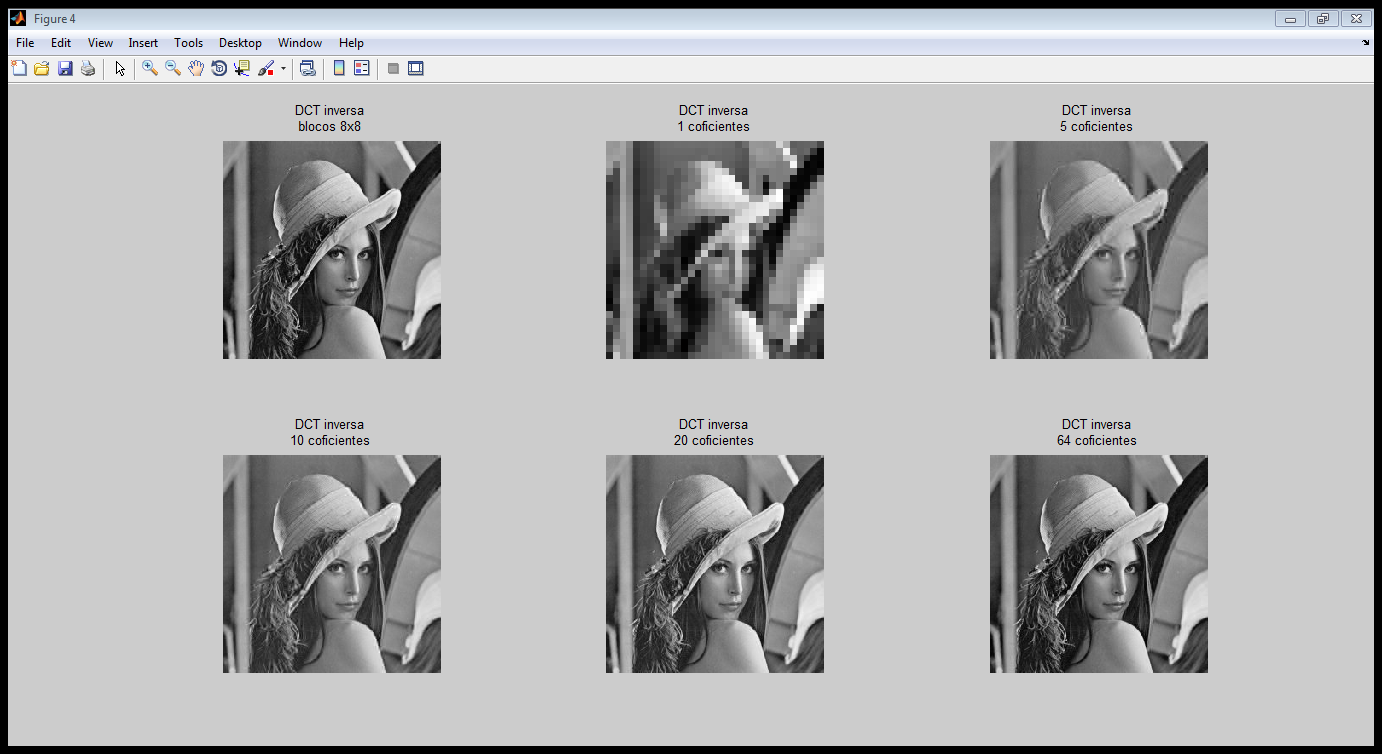 Figure 4
File Edit View Insert Tools Desktop Window Help
DCT inversa
blocos 8x8
DCT inversa
1 coficientes
DCT inversa
5 coficientes
DCT inversa
10 coficientes
DCT inversa
20 coficientes
DCT inversa
64 coficientes